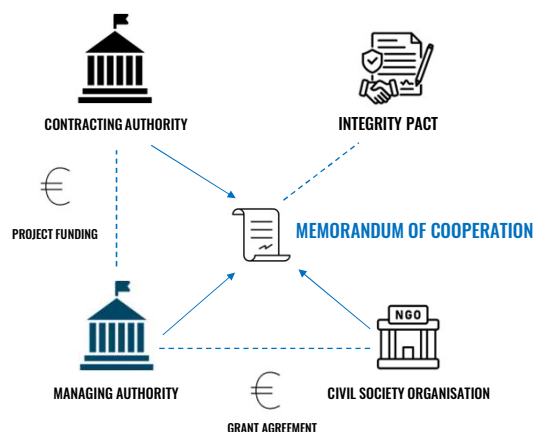 CONTRACTING AUTHORITY
INTEGRITY PACT
€
PROJECT FUNDING
MEMORANDUM OF COOPERATION
NGO
MANAGING AUTHORITY
€
CIVIL SOCIETY ORGANISATION
GRANT AGREEMENT